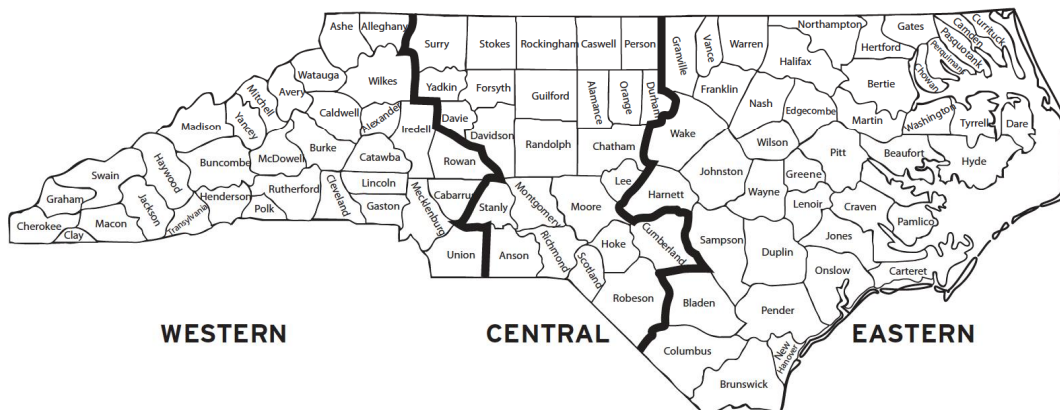 Ashe
Alleghany
Surry
Stokes
Rockingham
Caswell
Person
Granville
Vance
Warren
Northampton
Gates
Camden
Currituck
Pasquotank
Perquimans
Hertford
Halifax
Watauga
Wilkes
Yadkin
Forsyth
Guilford
Alamance
Orange
Durham
Franklin
Nash
Edgecombe
Bertie
Chowan
Mitchell
Avery
Caldwell
Alexander
Iredell
Davie
Davidson
Randolph
Chatham
Wake
Wilson
Martin
Washington
Tyrrell
Dare
Madison
Yancey
Buncombe
McDowell
Burke
Catawba
Rowan
Johnston
Pitt
Beaufort
Hyde
Swain
Haywood
Rutherford
Cleveland
Lincoln
Cabarrus
Stanly
Montgomery
Moore
Lee
Harnett
Wayne
Greene
Lenoir
Craven
Pamlico
Graham
Jackson
Transylvania
Henderson
Polk
Gaston
Mecklenburg
Cherokee
Clay
Macon
Union
Anson
Richmond
Scotland
Hoke
Cumberland
Sampson
Duplin
Jones
Onslow
Carteret
Robeson
Bladen
Pender
Columbus
New
Hanover
Brunswick
WESTERN
CENTRAL
EASTERN